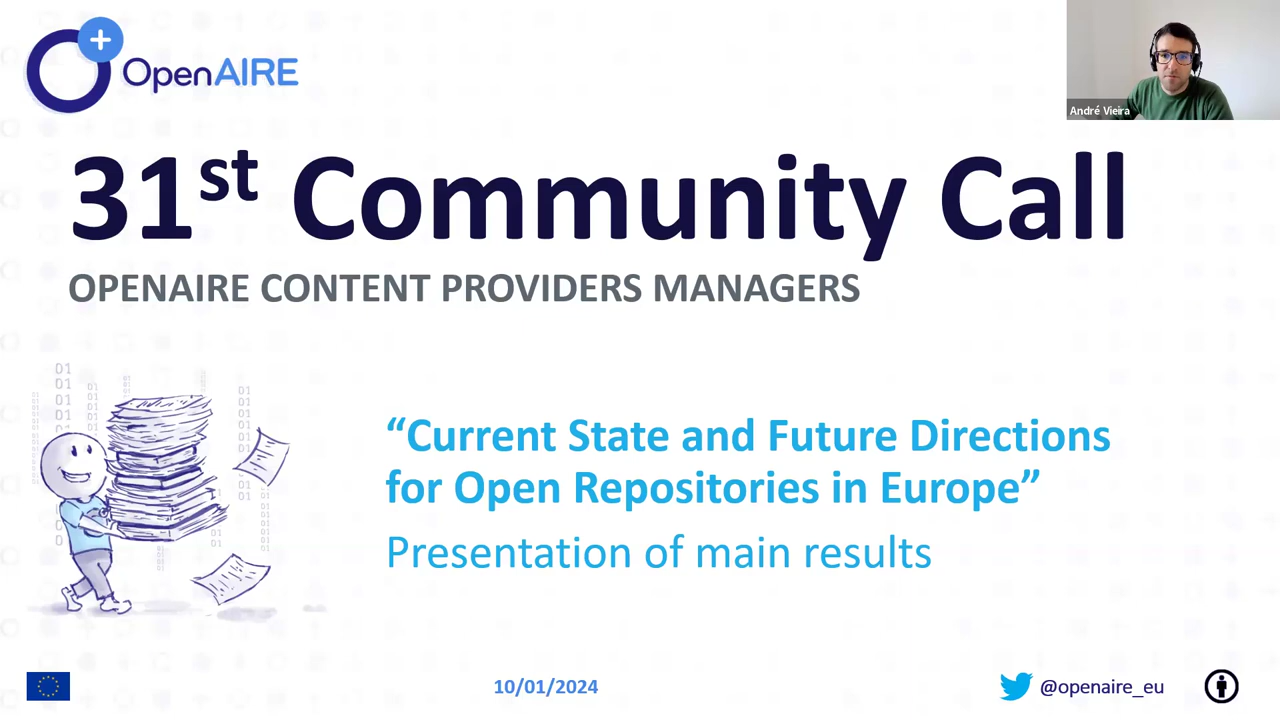 OpenAIRE
André Vieira
31st Community Call
OPENAIRE CONTENT PROVIDERS MANAGERS
“Current State and Future Directions
for Open Repositories in Europe”
Presentation of main results
10/01/2024
@openaire_eu